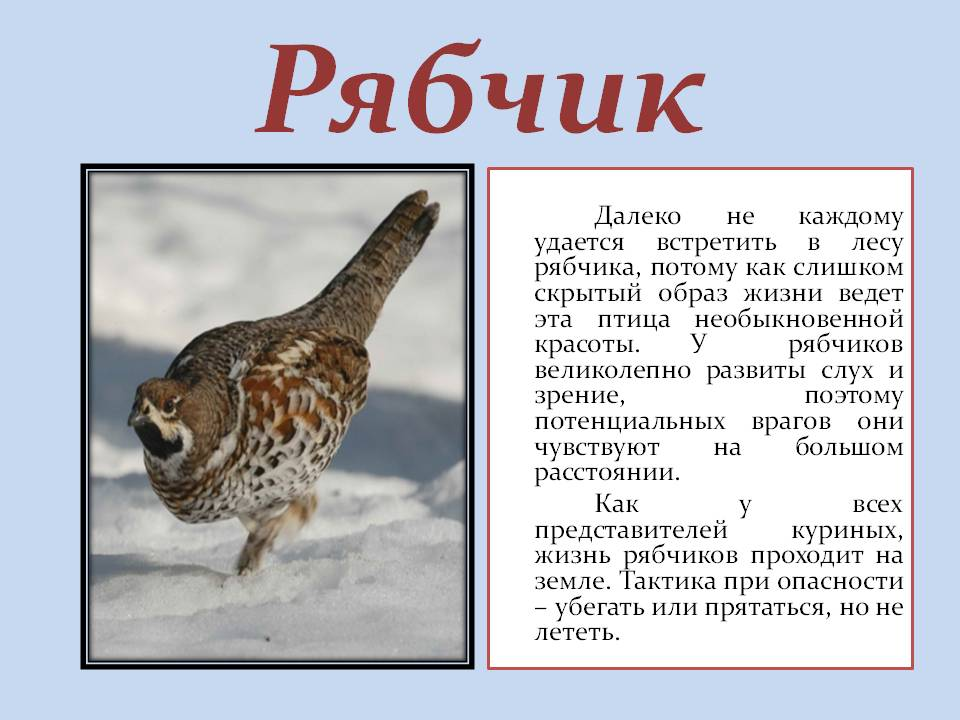 Рябчик
Далеко не каждому
удается встретить в лесу
рябчика, потому как слишком
скрытый образ жизни ведет
эта птица необыкновенной
красоты. У рябчиков
великолепно развиты слух и
зрение, поэтому
потенциальных врагов они
чувствуют на большом
расстоянии.
Как у всех
представителей куриных,
жизнь рябчиков проходит на
земле. Тактика при опасности
– убегать или прятаться, но не
лететь.